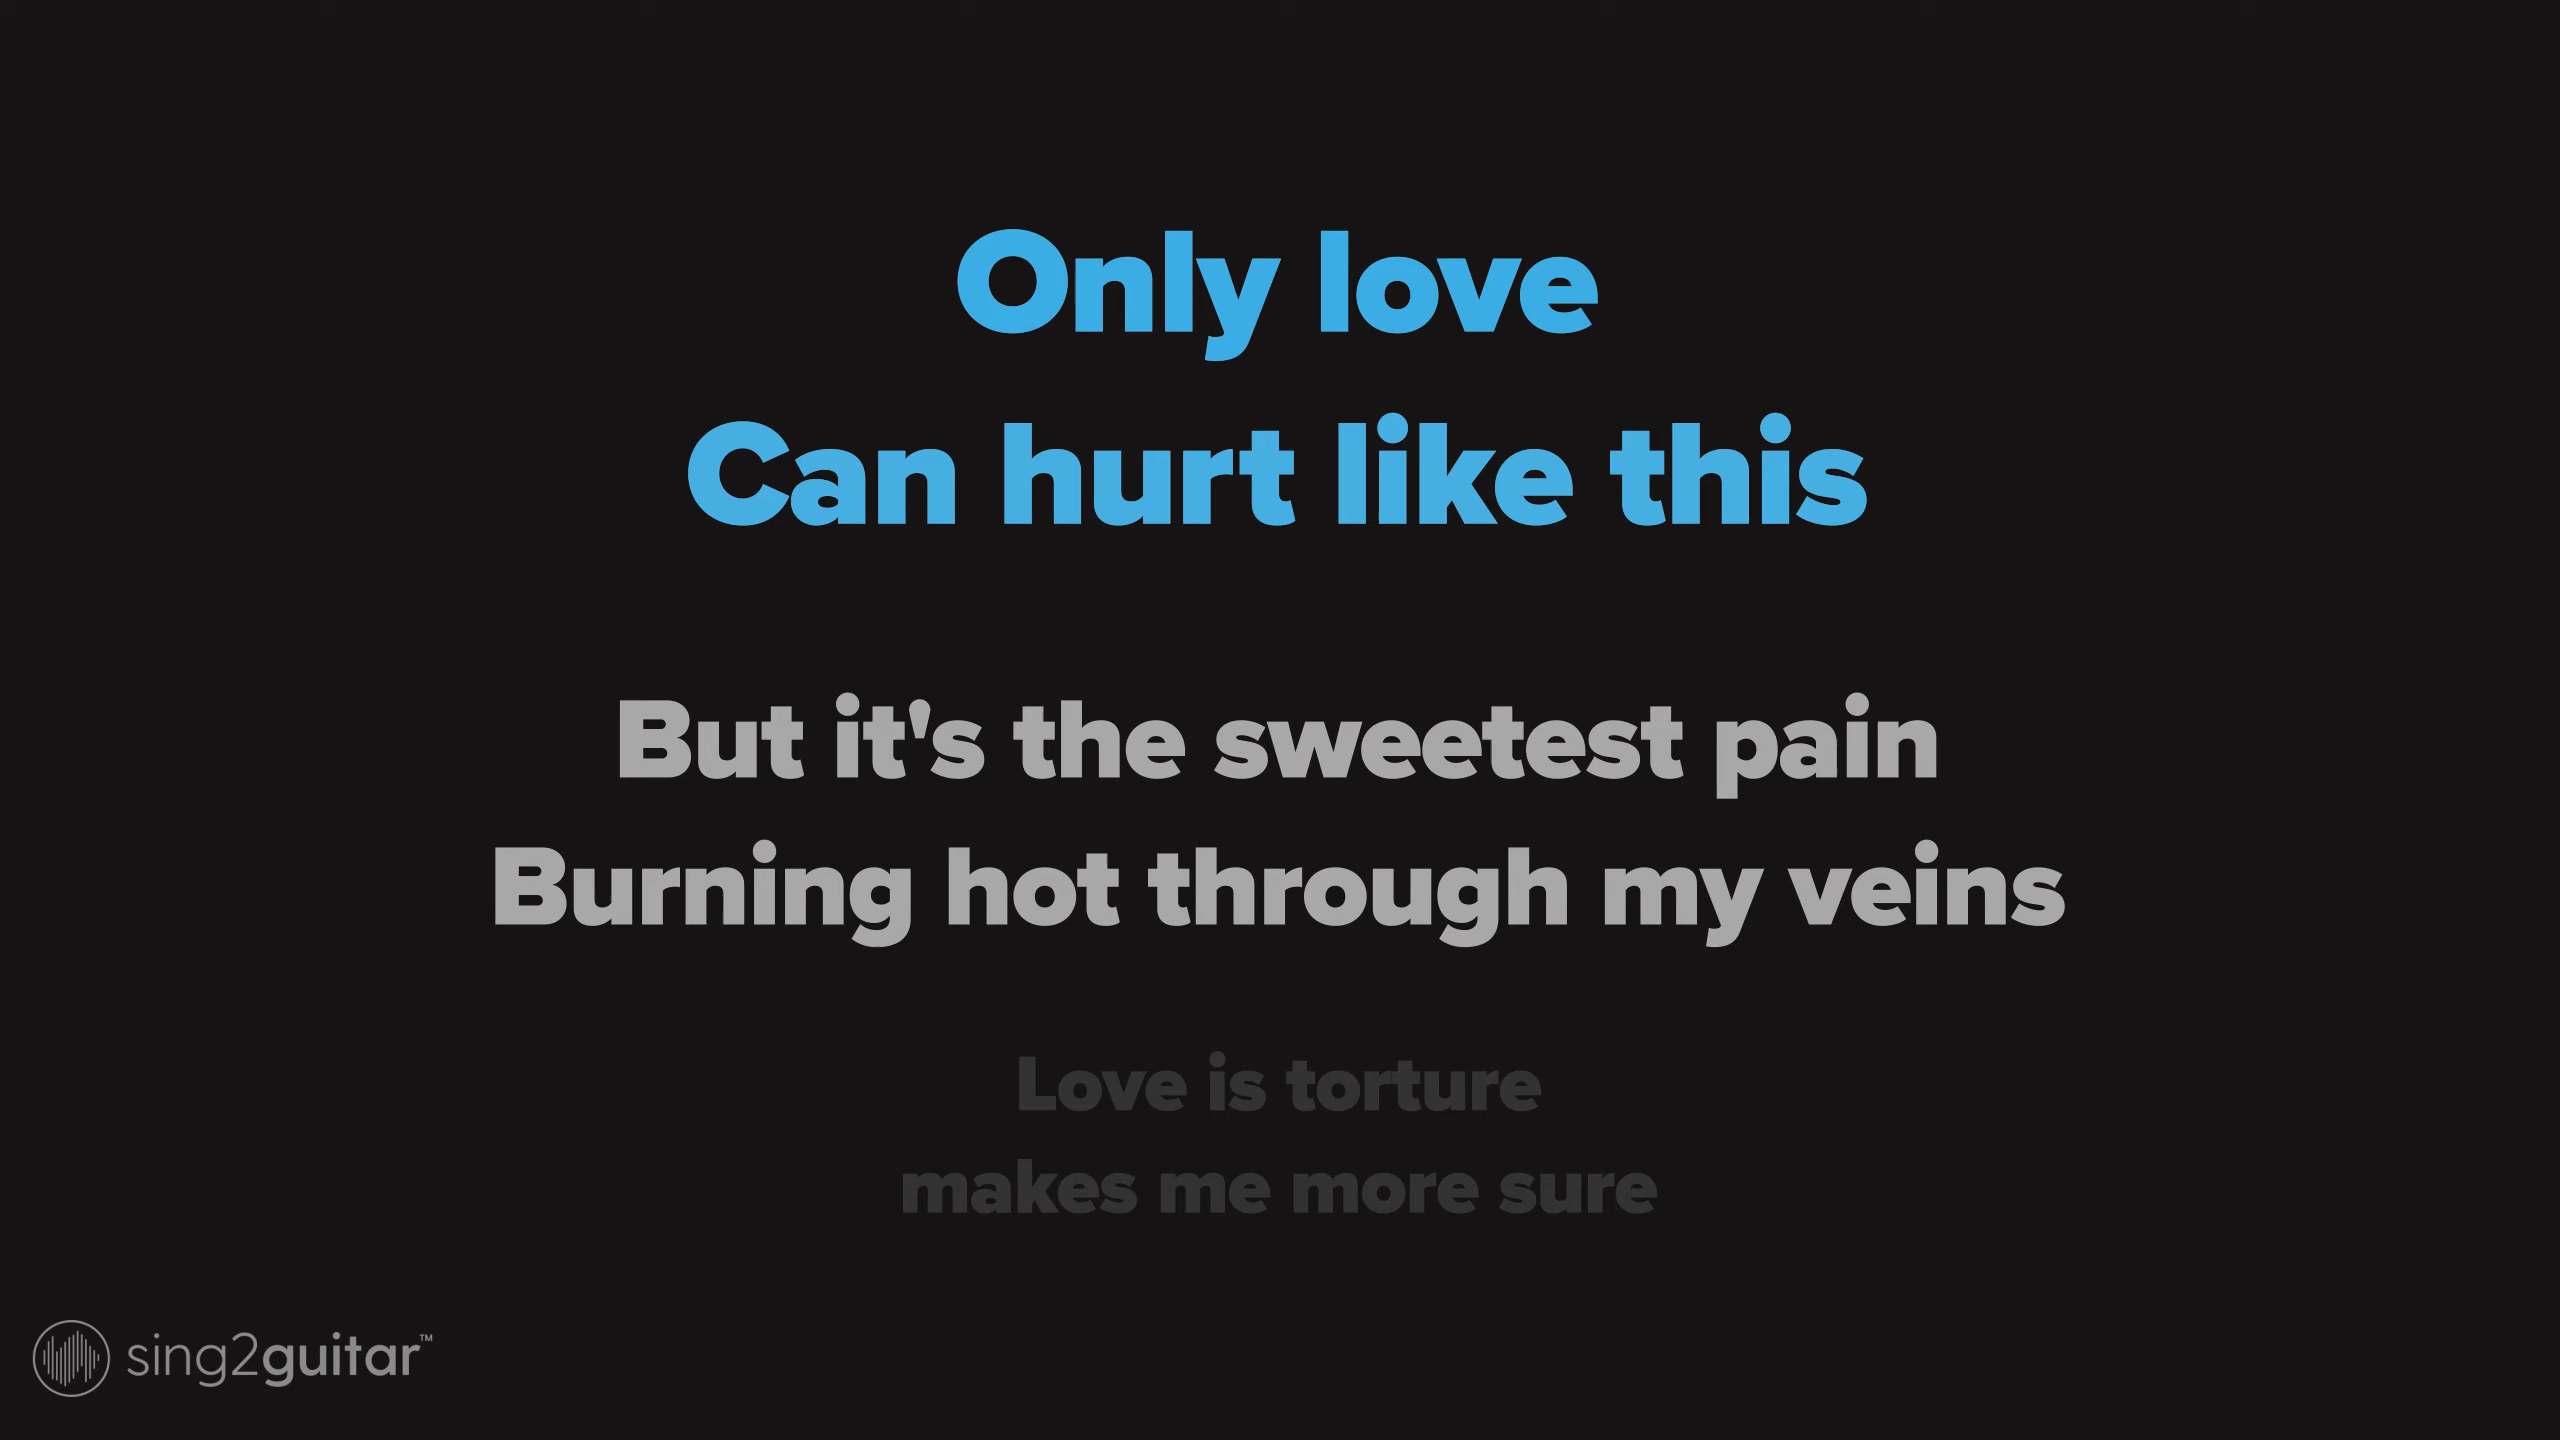 Only love
Can hurt like this
But it's the sweetest pain
Burning hot through my veins
Love is torture
makes me more sure
sing2guitar™